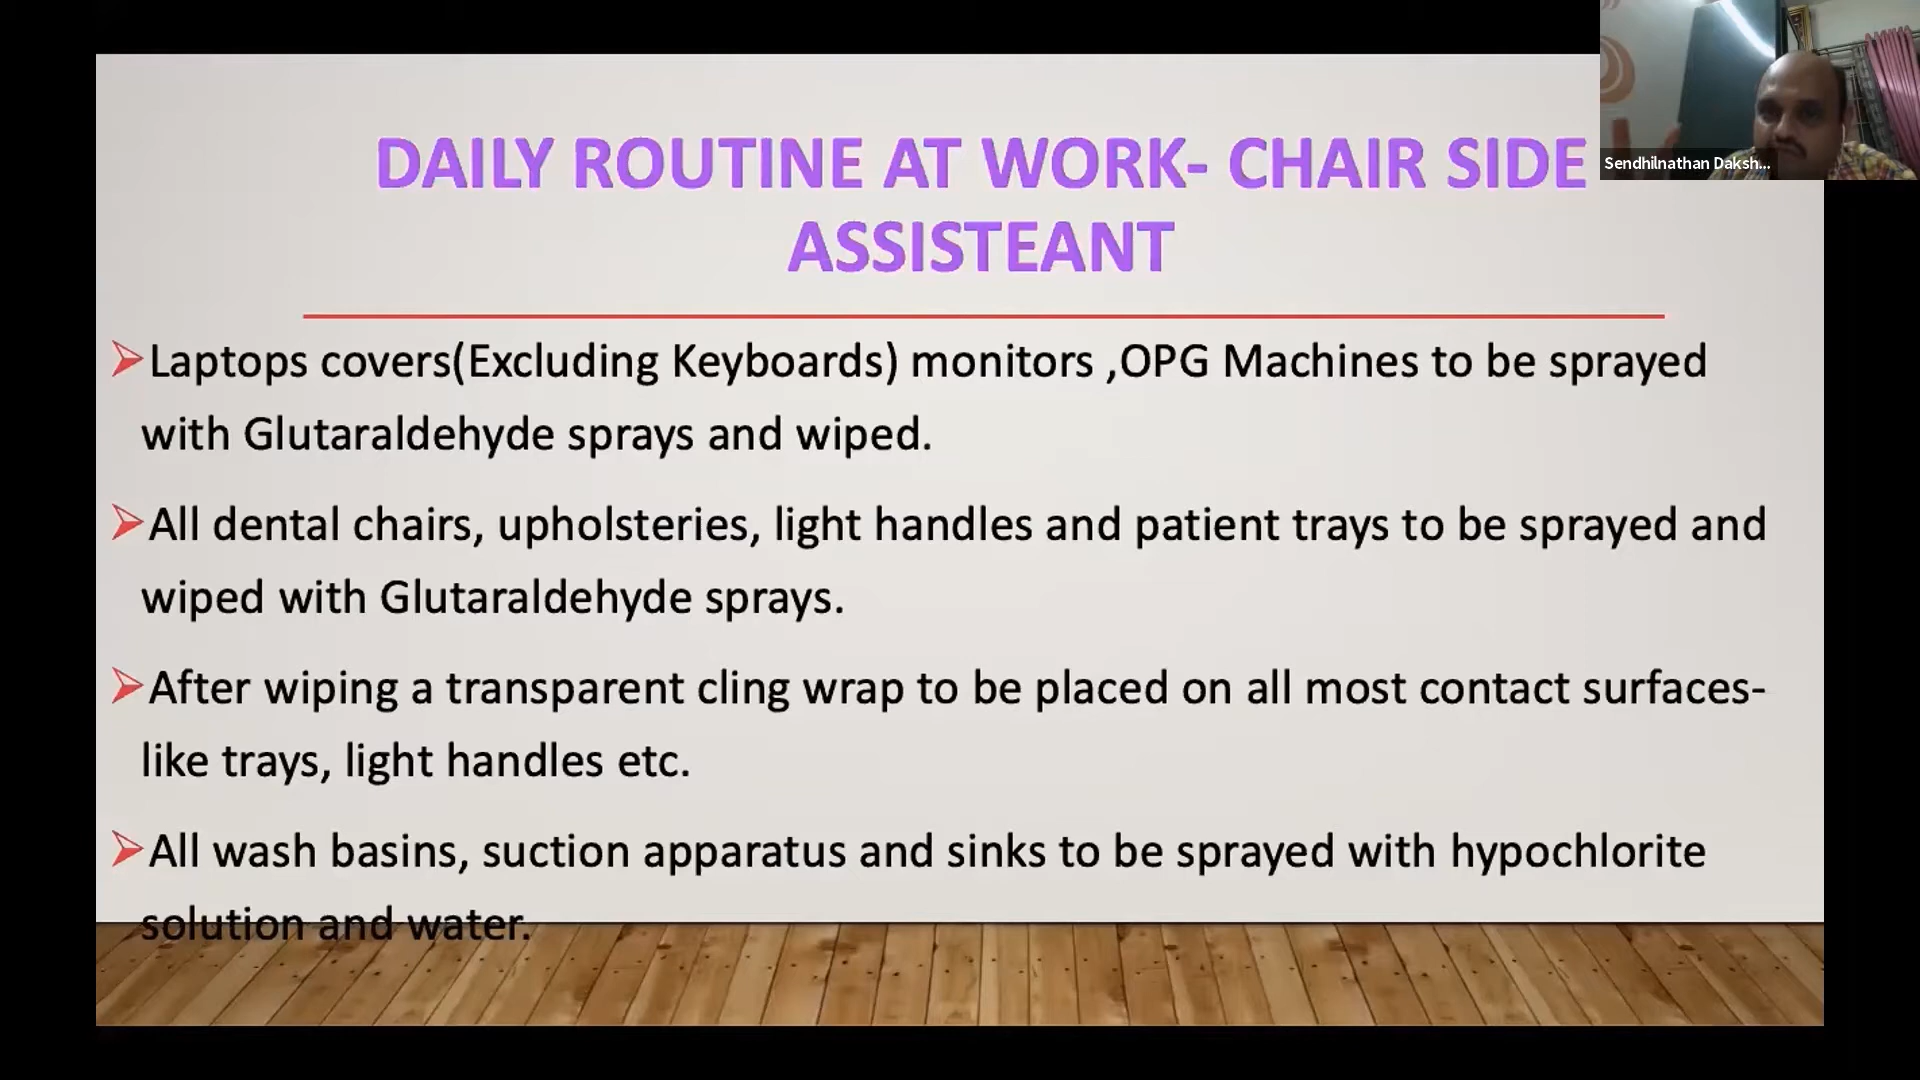 DAILY ROUTINE AT WORK- CHAIR SIDE
ASSISTEANT
Sendhilnathan Daksh...
Laptops covers(Excluding Keyboards) monitors ,OPG Machines to be sprayed
with Glutaraldehyde sprays and wiped.
All dental chairs, upholsteries, light handles and patient trays to be sprayed and
wiped with Glutaraldehyde sprays.
After wiping a transparent cling wrap to be placed on all most contact surfaces-
like trays, light handles etc.
All wash basins, suction apparatus and sinks to be sprayed with hypochlorite
solution and water.